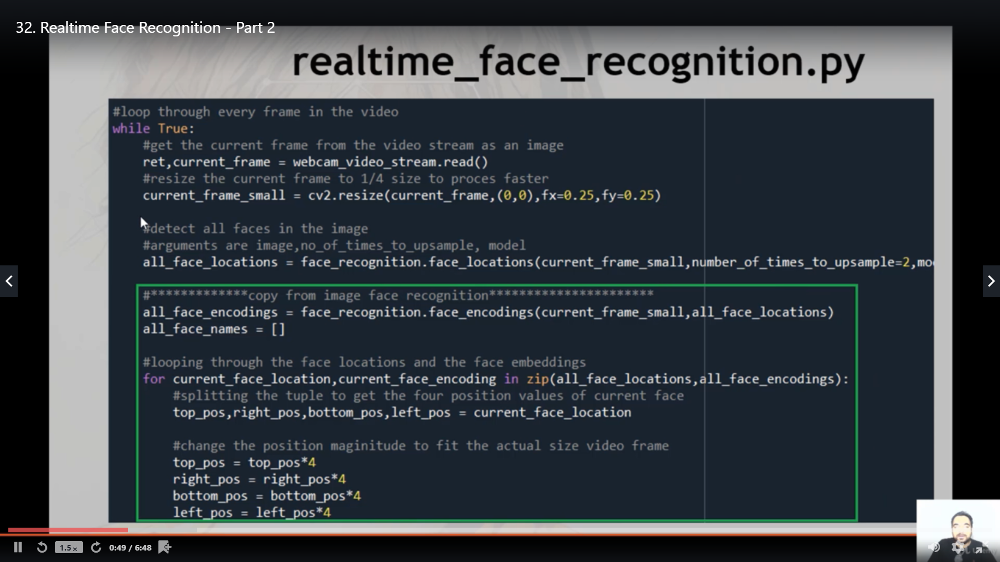 32. Realtime Face Recognition - Part 2
realtime_face_recognition.py
#loop through every frame in the video
while True:
    #get the current frame from the video stream as an image
    ret,current_frame = webcam_video_stream.read()
    #resize the current frame to 1/4 size to proces faster
    current_frame_small = cv2.resize(current_frame,(0,0),fx=0.25,fy=0.25)
    #detect all faces in the image
    #arguments are image,no_of_times_to_upsample, model
    all_face_locations = face_recognition.face_locations(current_frame_small,number_of_times_to_upsample=2,mo
    #*************copy from image face recognition**********************
    all_face_encodings = face_recognition.face_encodings(current_frame_small,all_face_locations)
    all_face_names = []
    #looping through the face locations and the face embeddings
    for current_face_location,current_face_encoding in zip(all_face_locations,all_face_encodings):
        #splitting the tuple to get the four position values of current face
        top_pos,right_pos,bottom_pos,left_pos = current_face_location
        #change the position maginitude to fit the actual size video frame
        top_pos = top_pos*4
        right_pos = right_pos*4
        bottom_pos = bottom_pos*4
        left_pos = left_pos*4
1.5x
0:49 / 6:48